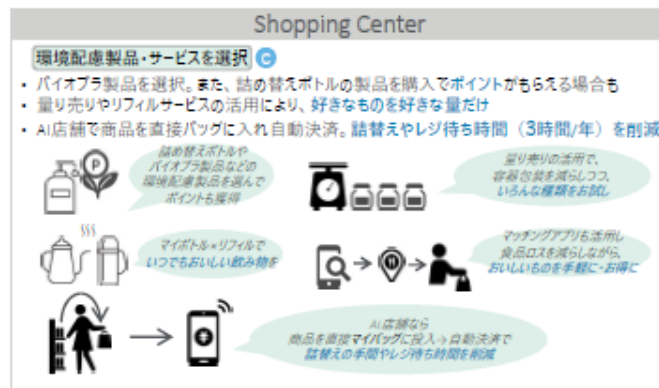 Shopping Center
環境配慮製品・サービスを選択 C
• バイオプラ製品を選択。また、詰め替えボトルの製品を購入でポイントがもらえる場合も
• 量り売りやリフィルサービスの活用により、好きなものを好きな量だけ
• AI店舗で商品を直接バッグに入れ自動決済。詰替えやレジ待ち時間（3時間/年）を削減
P
詰め替えボトルや
バイオプラ製品などの
環境配慮製品を選んで
ポイントも獲得
量り売りの活用で、
容器包装を減らしつつ、
いろんな種類をお試し
マイボトル×リフィルで
いつでもおいしい飲み物を
マッチングアプリも活用し
食品ロスを減らしながら、
おいしいものを手軽に・お得に
AI店舗なら
商品を直接マイバッグに投入→自動決済で
詰替えの手間やレジ待ち時間を削減